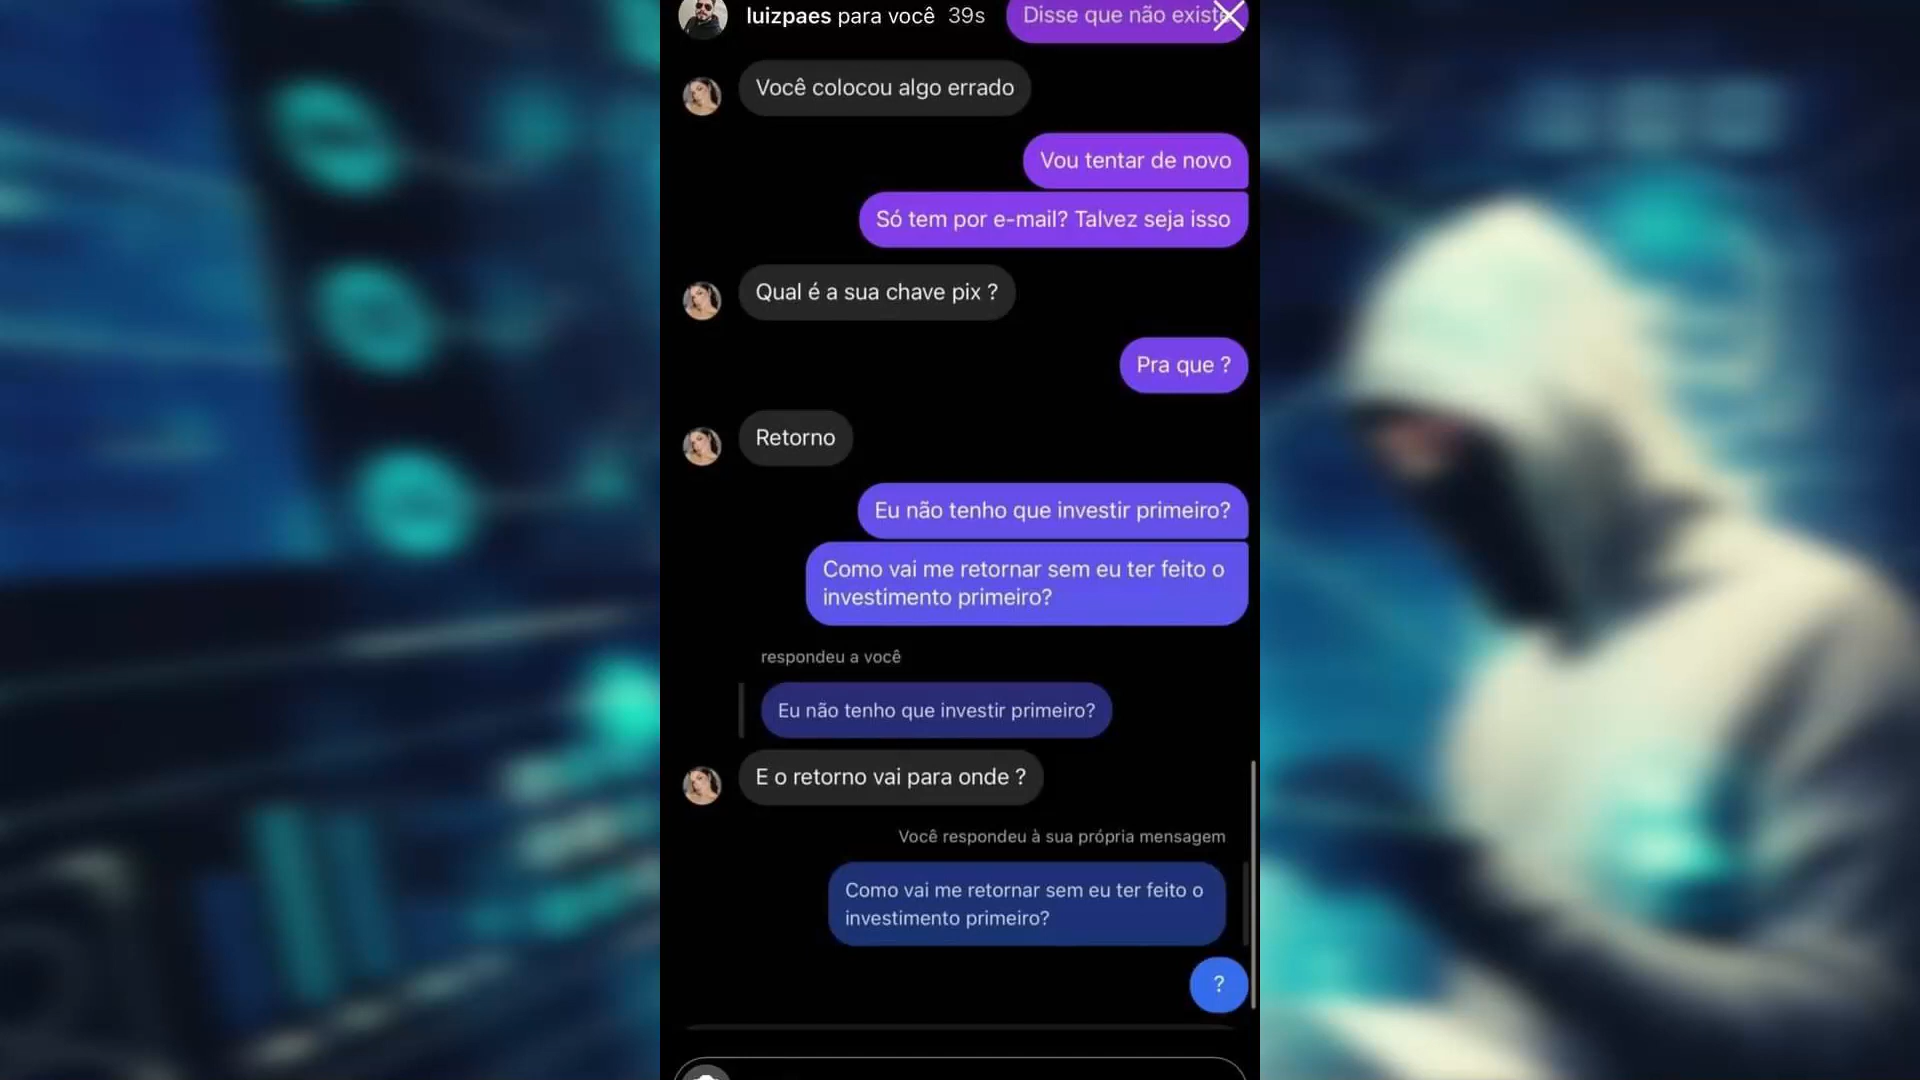 luizpaes para você 39s
Disse que não existe
Você colocou algo errado
Vou tentar de novo
Só tem por e-mail? Talvez seja isso
Qual é a sua chave pix ?
Pra que ?
Retorno
Eu não tenho que investir primeiro?
Como vai me retornar sem eu ter feito o
investimento primeiro?
respondeu a você
Eu não tenho que investir primeiro?
E o retorno vai para onde ?
Você respondeu à sua própria mensagem
Como vai me retornar sem eu ter feito o
investimento primeiro?
?